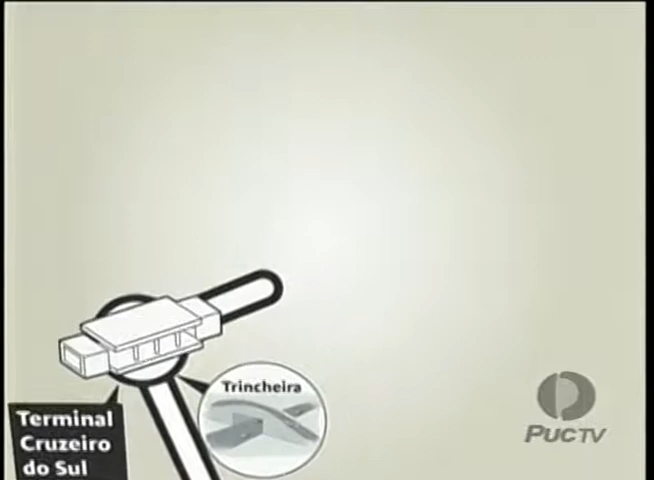 Trincheira
Terminal
Cruzeiro
do Sul
PUCTV